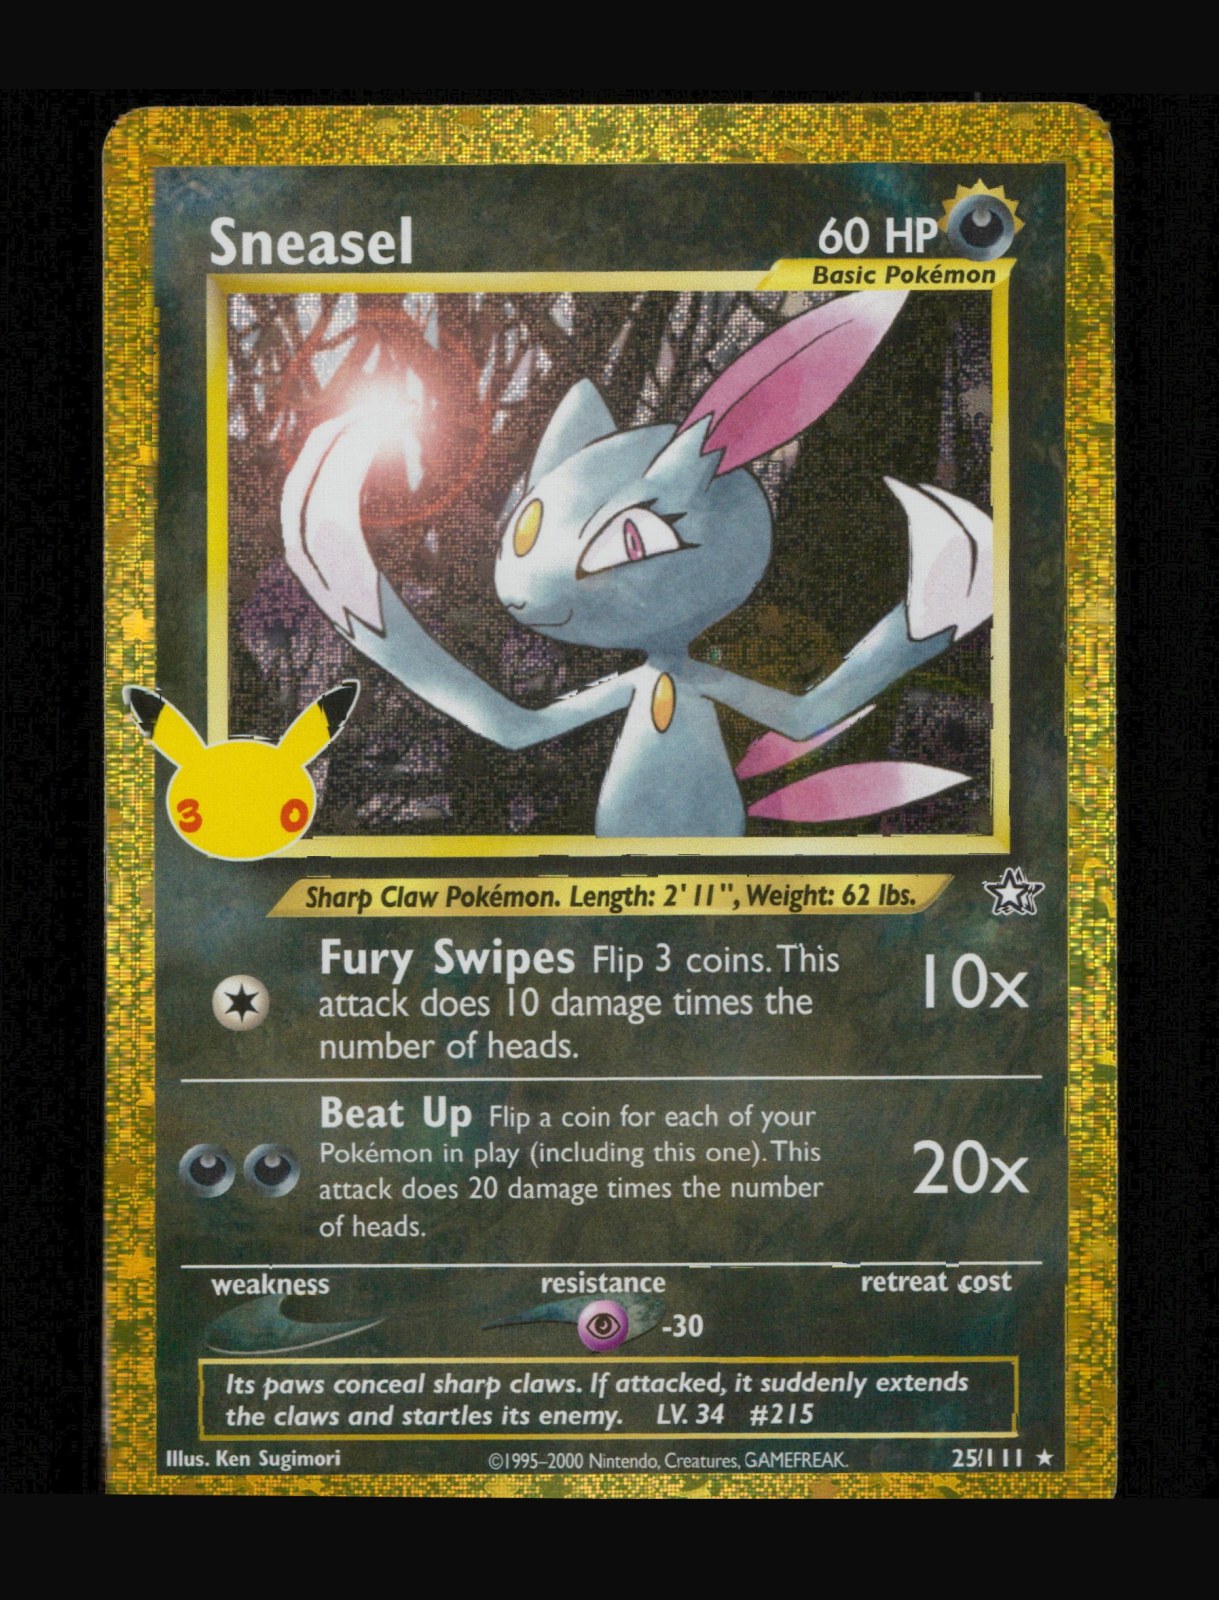 Sneasel
60 HP
Basic Pokémon
3 0
Sharp Claw Pokémon. Length: 2' 11", Weight: 62 lbs.
Fury Swipes Flip 3 coins. This
attack does 10 damage times the
number of heads.
10x
Beat Up Flip a coin for each of your
Pokémon in play (including this one). This
attack does 20 damage times the number
of heads.
20x
weakness
resistance
retreat cost
-30
Its paws conceal sharp claws. If attacked, it suddenly extends
the claws and startles its enemy. LV. 34 #215
Illus. Ken Sugimori
©1995–2000 Nintendo, Creatures, GAMEFREAK.
25/111 ★